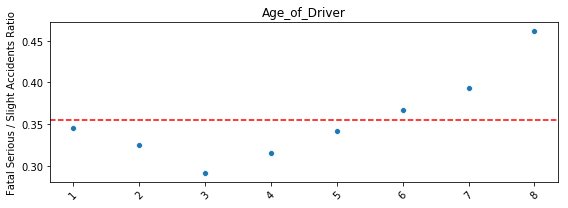 Age_of_Driver
Fatal Serious / Slight Accidents Ratio
0.45
0.40
0.35
0.30
1 2 3 4 5 6 7 8